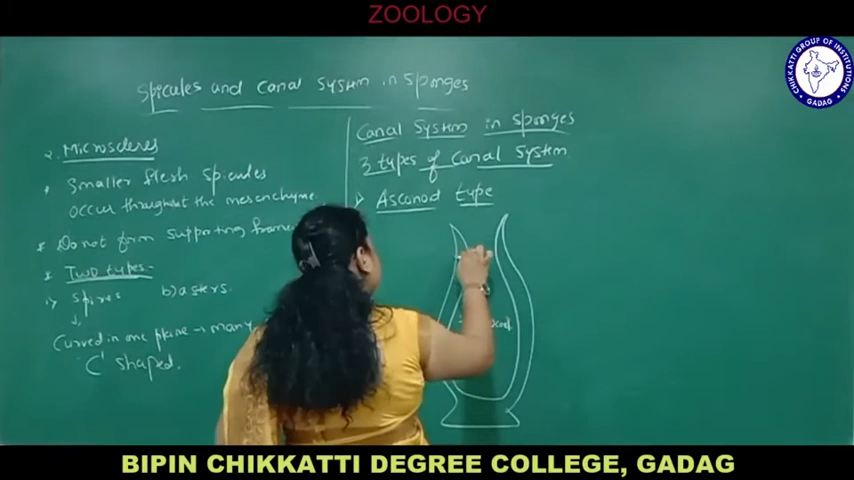 ZOOLOGY
CHIKKATTI GROUP OF INSTITUTIONS
GADAG
Spicules and canal system in sponges
2. Microscleres
* Smaller flesh spicules
occur throughout the mesenchyme.
* Do not form supporting frame
* Two types:-
spires b) asters.
Curved in one plane → many
'C' shaped.
Canal system in sponges
3 types of canal system
Asconod type
BIPIN CHIKKATTI DEGREE COLLEGE, GADAG